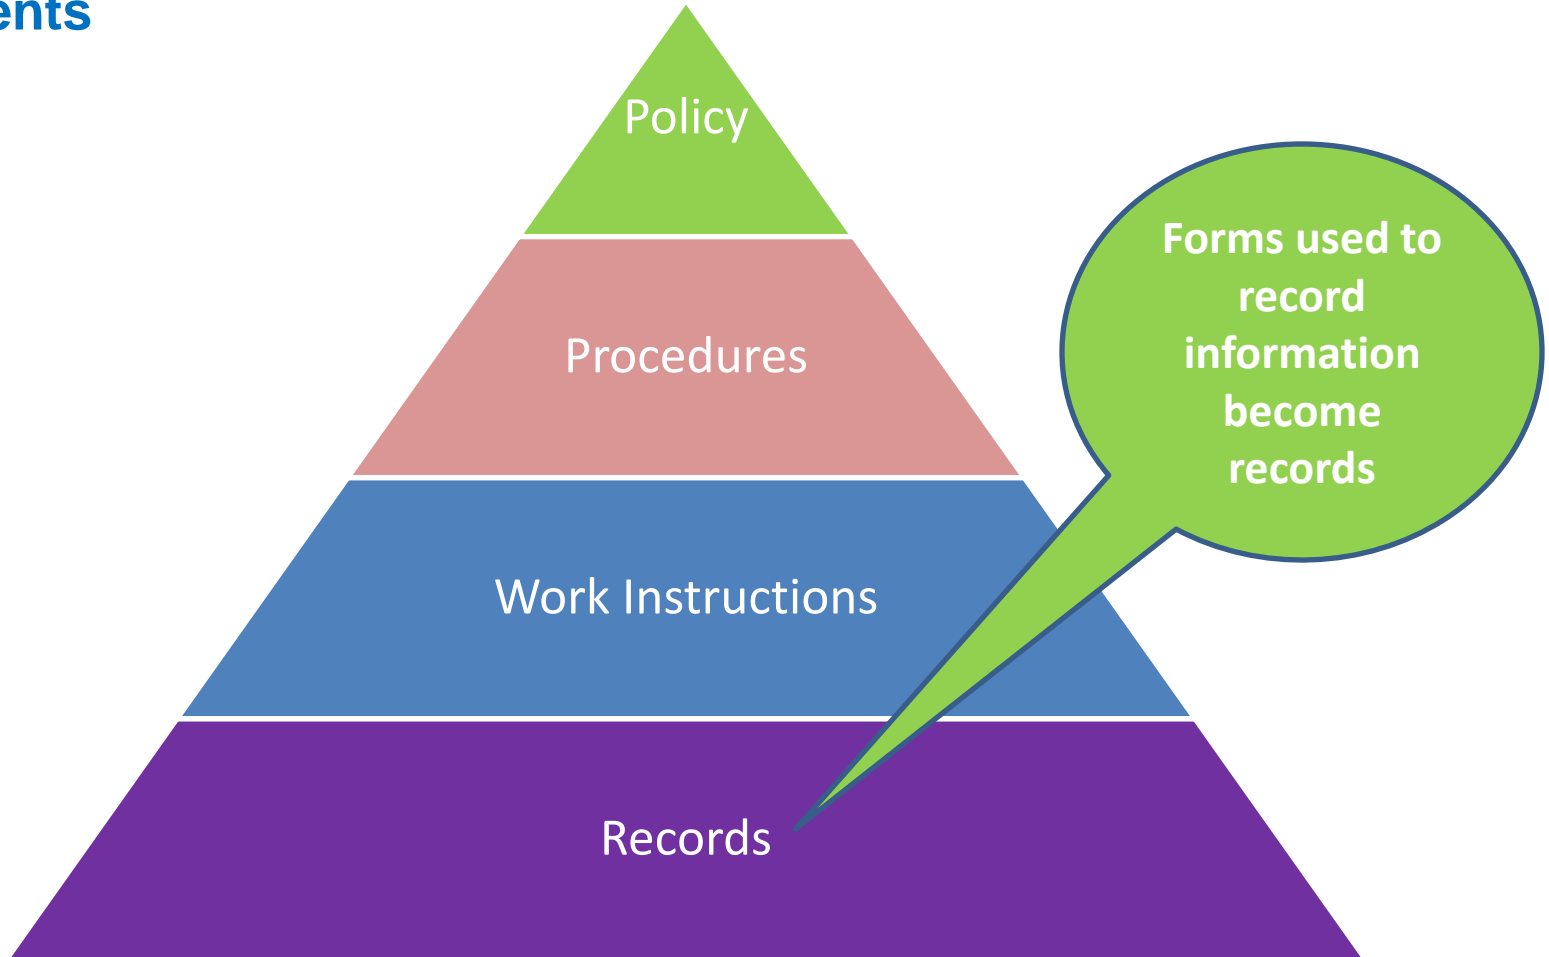 ents
Policy
Procedures
Work Instructions
Records
Forms used to
record
information
become
records